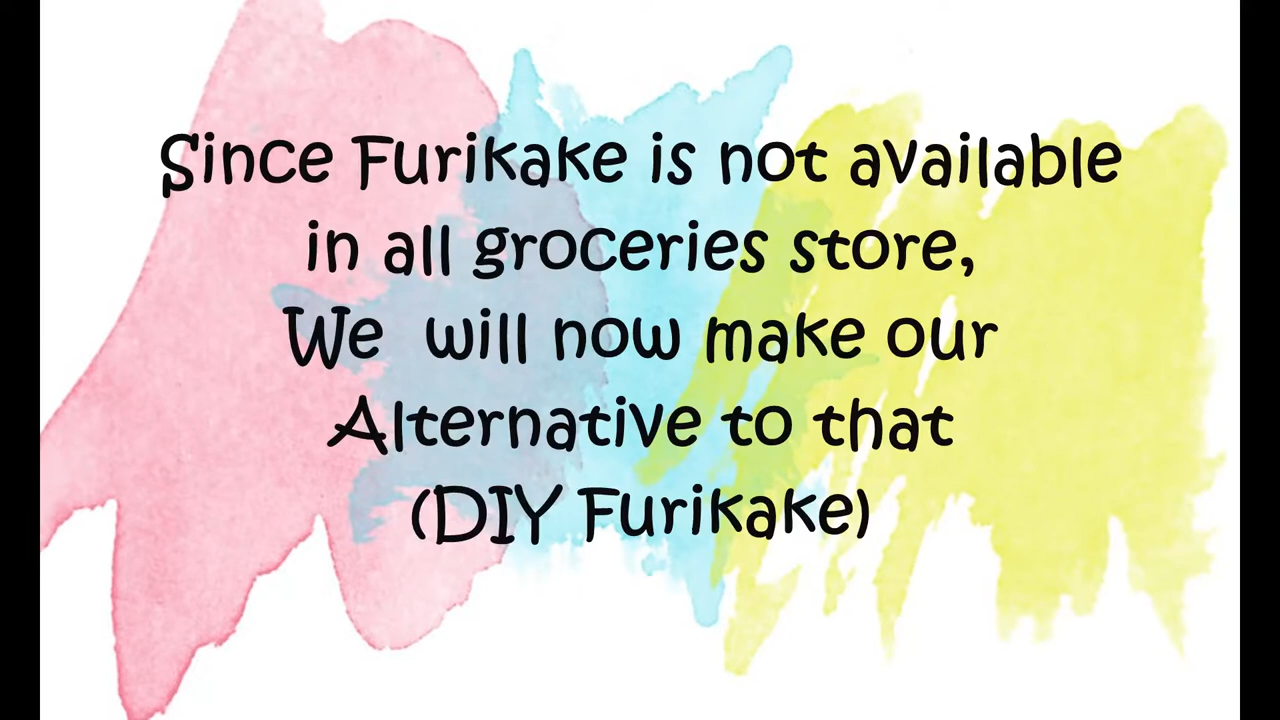 Since Furikake is not available
in all groceries store,
We will now make our
Alternative to that
(DIY Furikake)